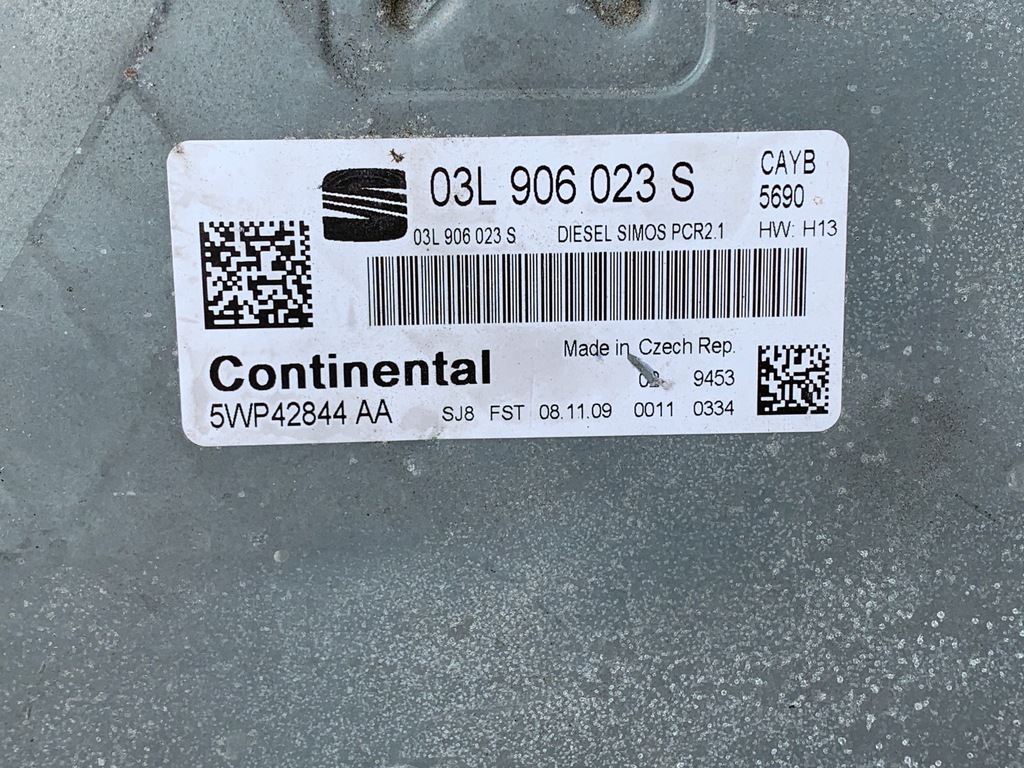 03L 906 023 S
CAYB
5690
03L 906 023 S DIESEL SIMOS PCR2.1 HW: H13
Made in Czech Rep.
9453
Continental
5WP42844 AA SJ8 FST 08.11.09 0011 0334